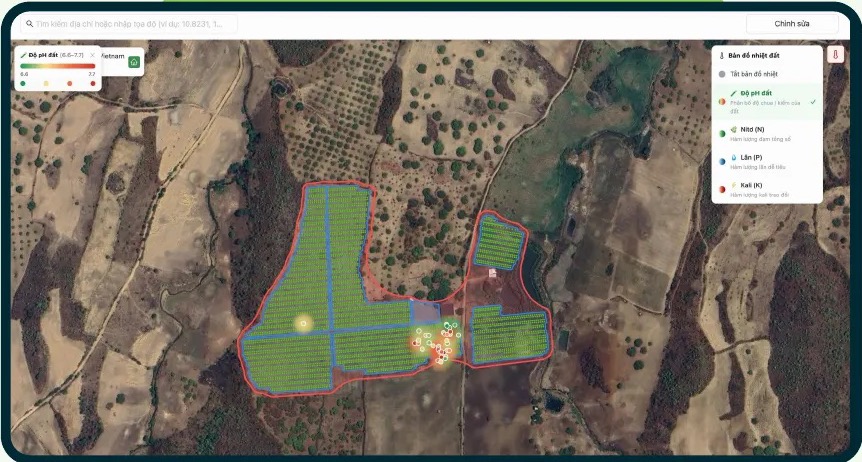 Tìm kiếm: địa chỉ hoặc nhập tọa độ (ví dụ: 10.8231, 1...
Chỉnh sửa
Độ pH đất (6.6–7.7) ×
6.6 7.7
Vietnam
Bản đồ nhiệt đất
Tắt bản đồ nhiệt
Độ pH đất
Phân bố độ chua / kiềm của
đất
Nitơ (N)
Hàm lượng đạm tổng số
Lân (P)
Hàm lượng lân dễ tiêu
Kali (K)
Hàm lượng kali trao đổi